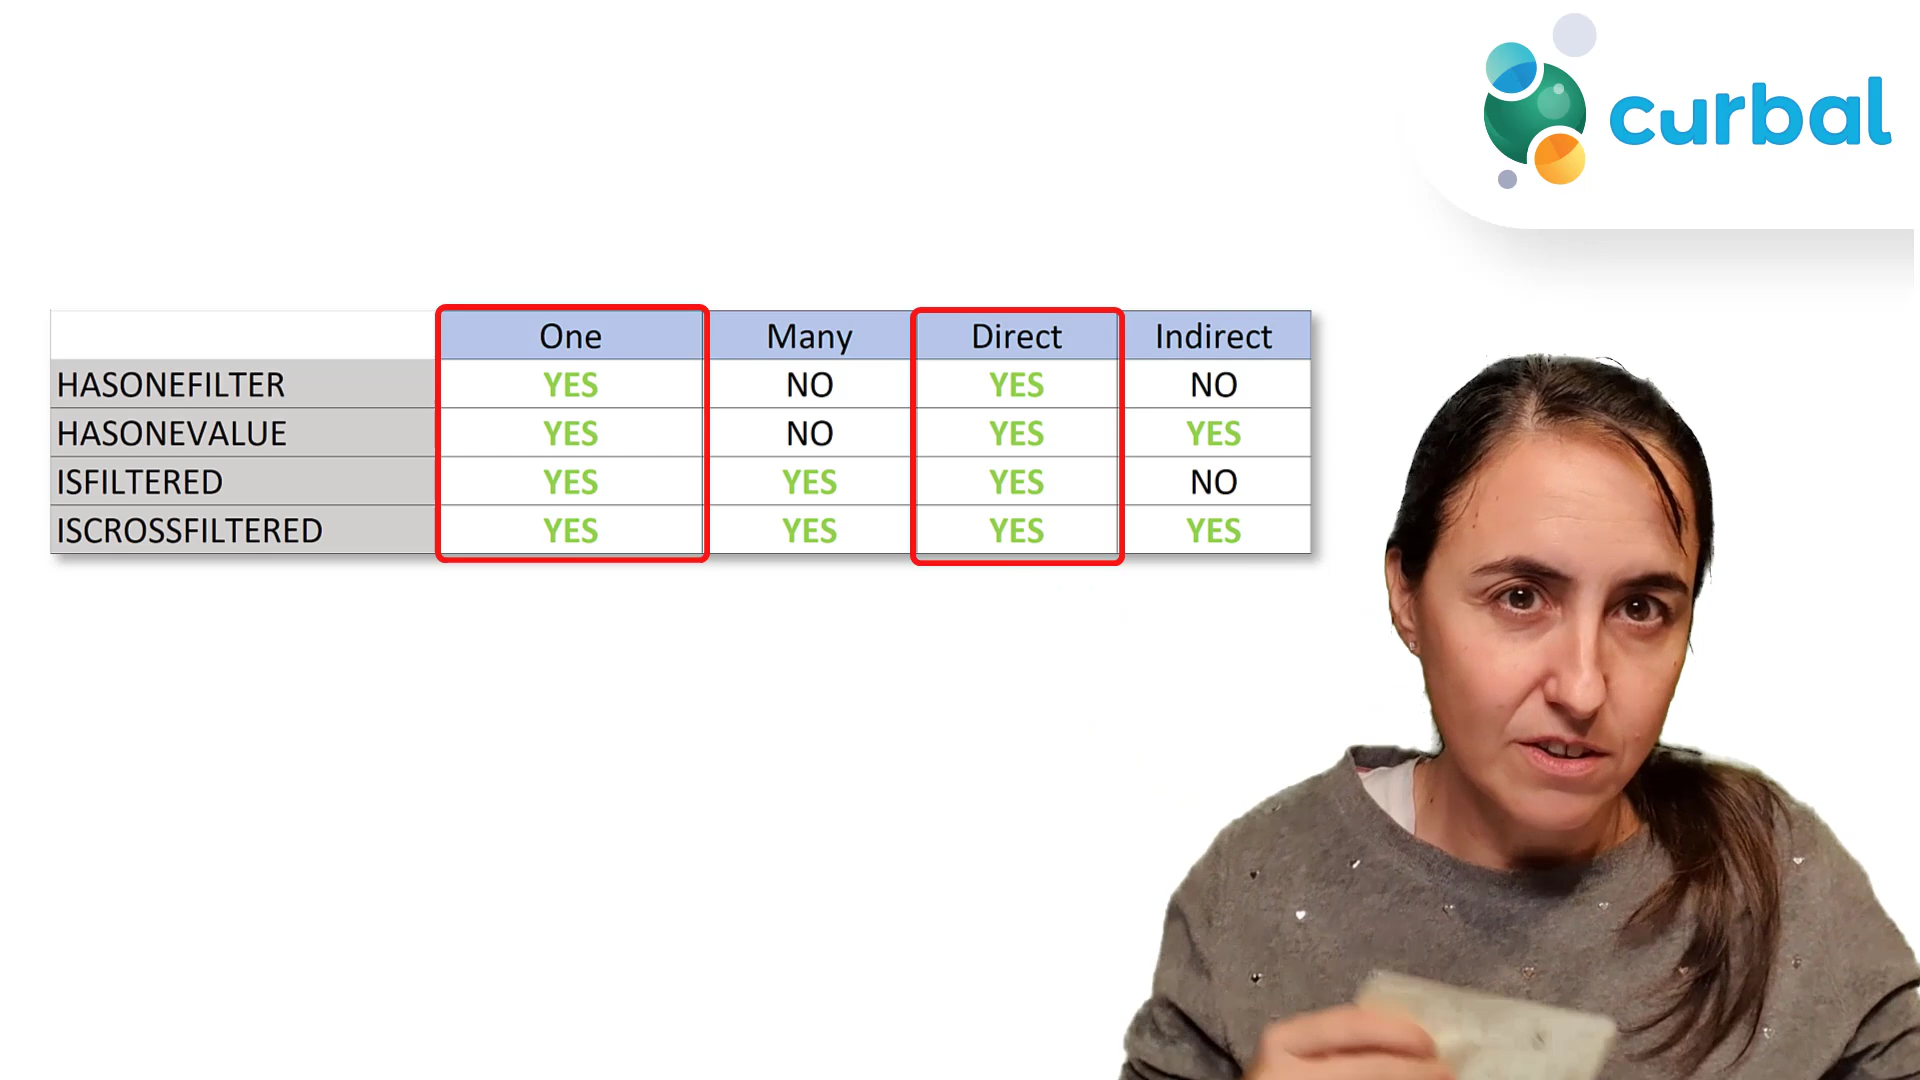 curbal
One Many Direct Indirect
HASONEFILTER YES NO YES NO
HASONEVALUE YES NO YES YES
ISFILTERED YES YES YES NO
ISCROSSFILTERED YES YES YES YES